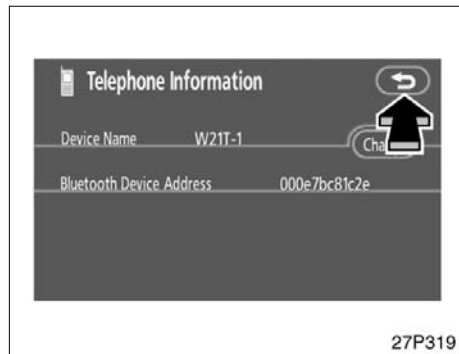 Telephone Information
Device Name W21T-1
Bluetooth Device Address 000e7bc81c2e
27P319